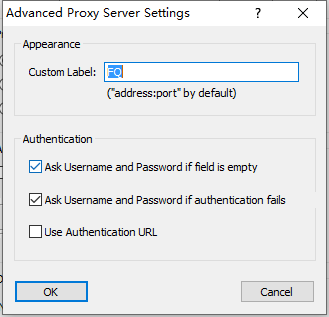 Advanced Proxy Server Settings
Appearance
Custom Label:
FQ
("address:port" by default)
Authentication
Ask Username and Password if field is empty
Ask Username and Password if authentication fails
Use Authentication URL
OK
Cancel